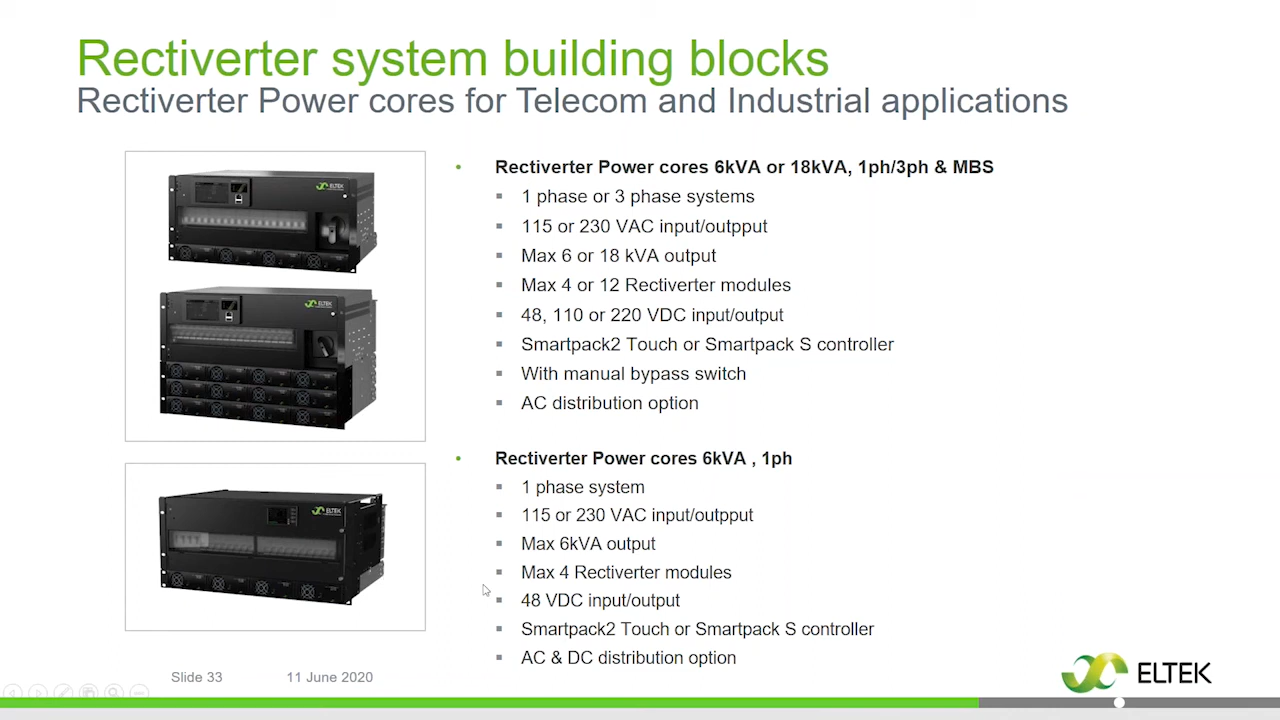 Rectiverter system building blocks
Rectiverter Power cores for Telecom and Industrial applications
ELTEK
ELTEK
• Rectiverter Power cores 6kVA or 18kVA, 1ph/3ph & MBS
▪ 1 phase or 3 phase systems
▪ 115 or 230 VAC input/outpput
▪ Max 6 or 18 kVA output
▪ Max 4 or 12 Rectiverter modules
▪ 48, 110 or 220 VDC input/output
▪ Smartpack2 Touch or Smartpack S controller
▪ With manual bypass switch
▪ AC distribution option
ELTEK
• Rectiverter Power cores 6kVA , 1ph
▪ 1 phase system
▪ 115 or 230 VAC input/outpput
▪ Max 6kVA output
▪ Max 4 Rectiverter modules
▪ 48 VDC input/output
▪ Smartpack2 Touch or Smartpack S controller
▪ AC & DC distribution option
Slide 33 11 June 2020
ELTEK